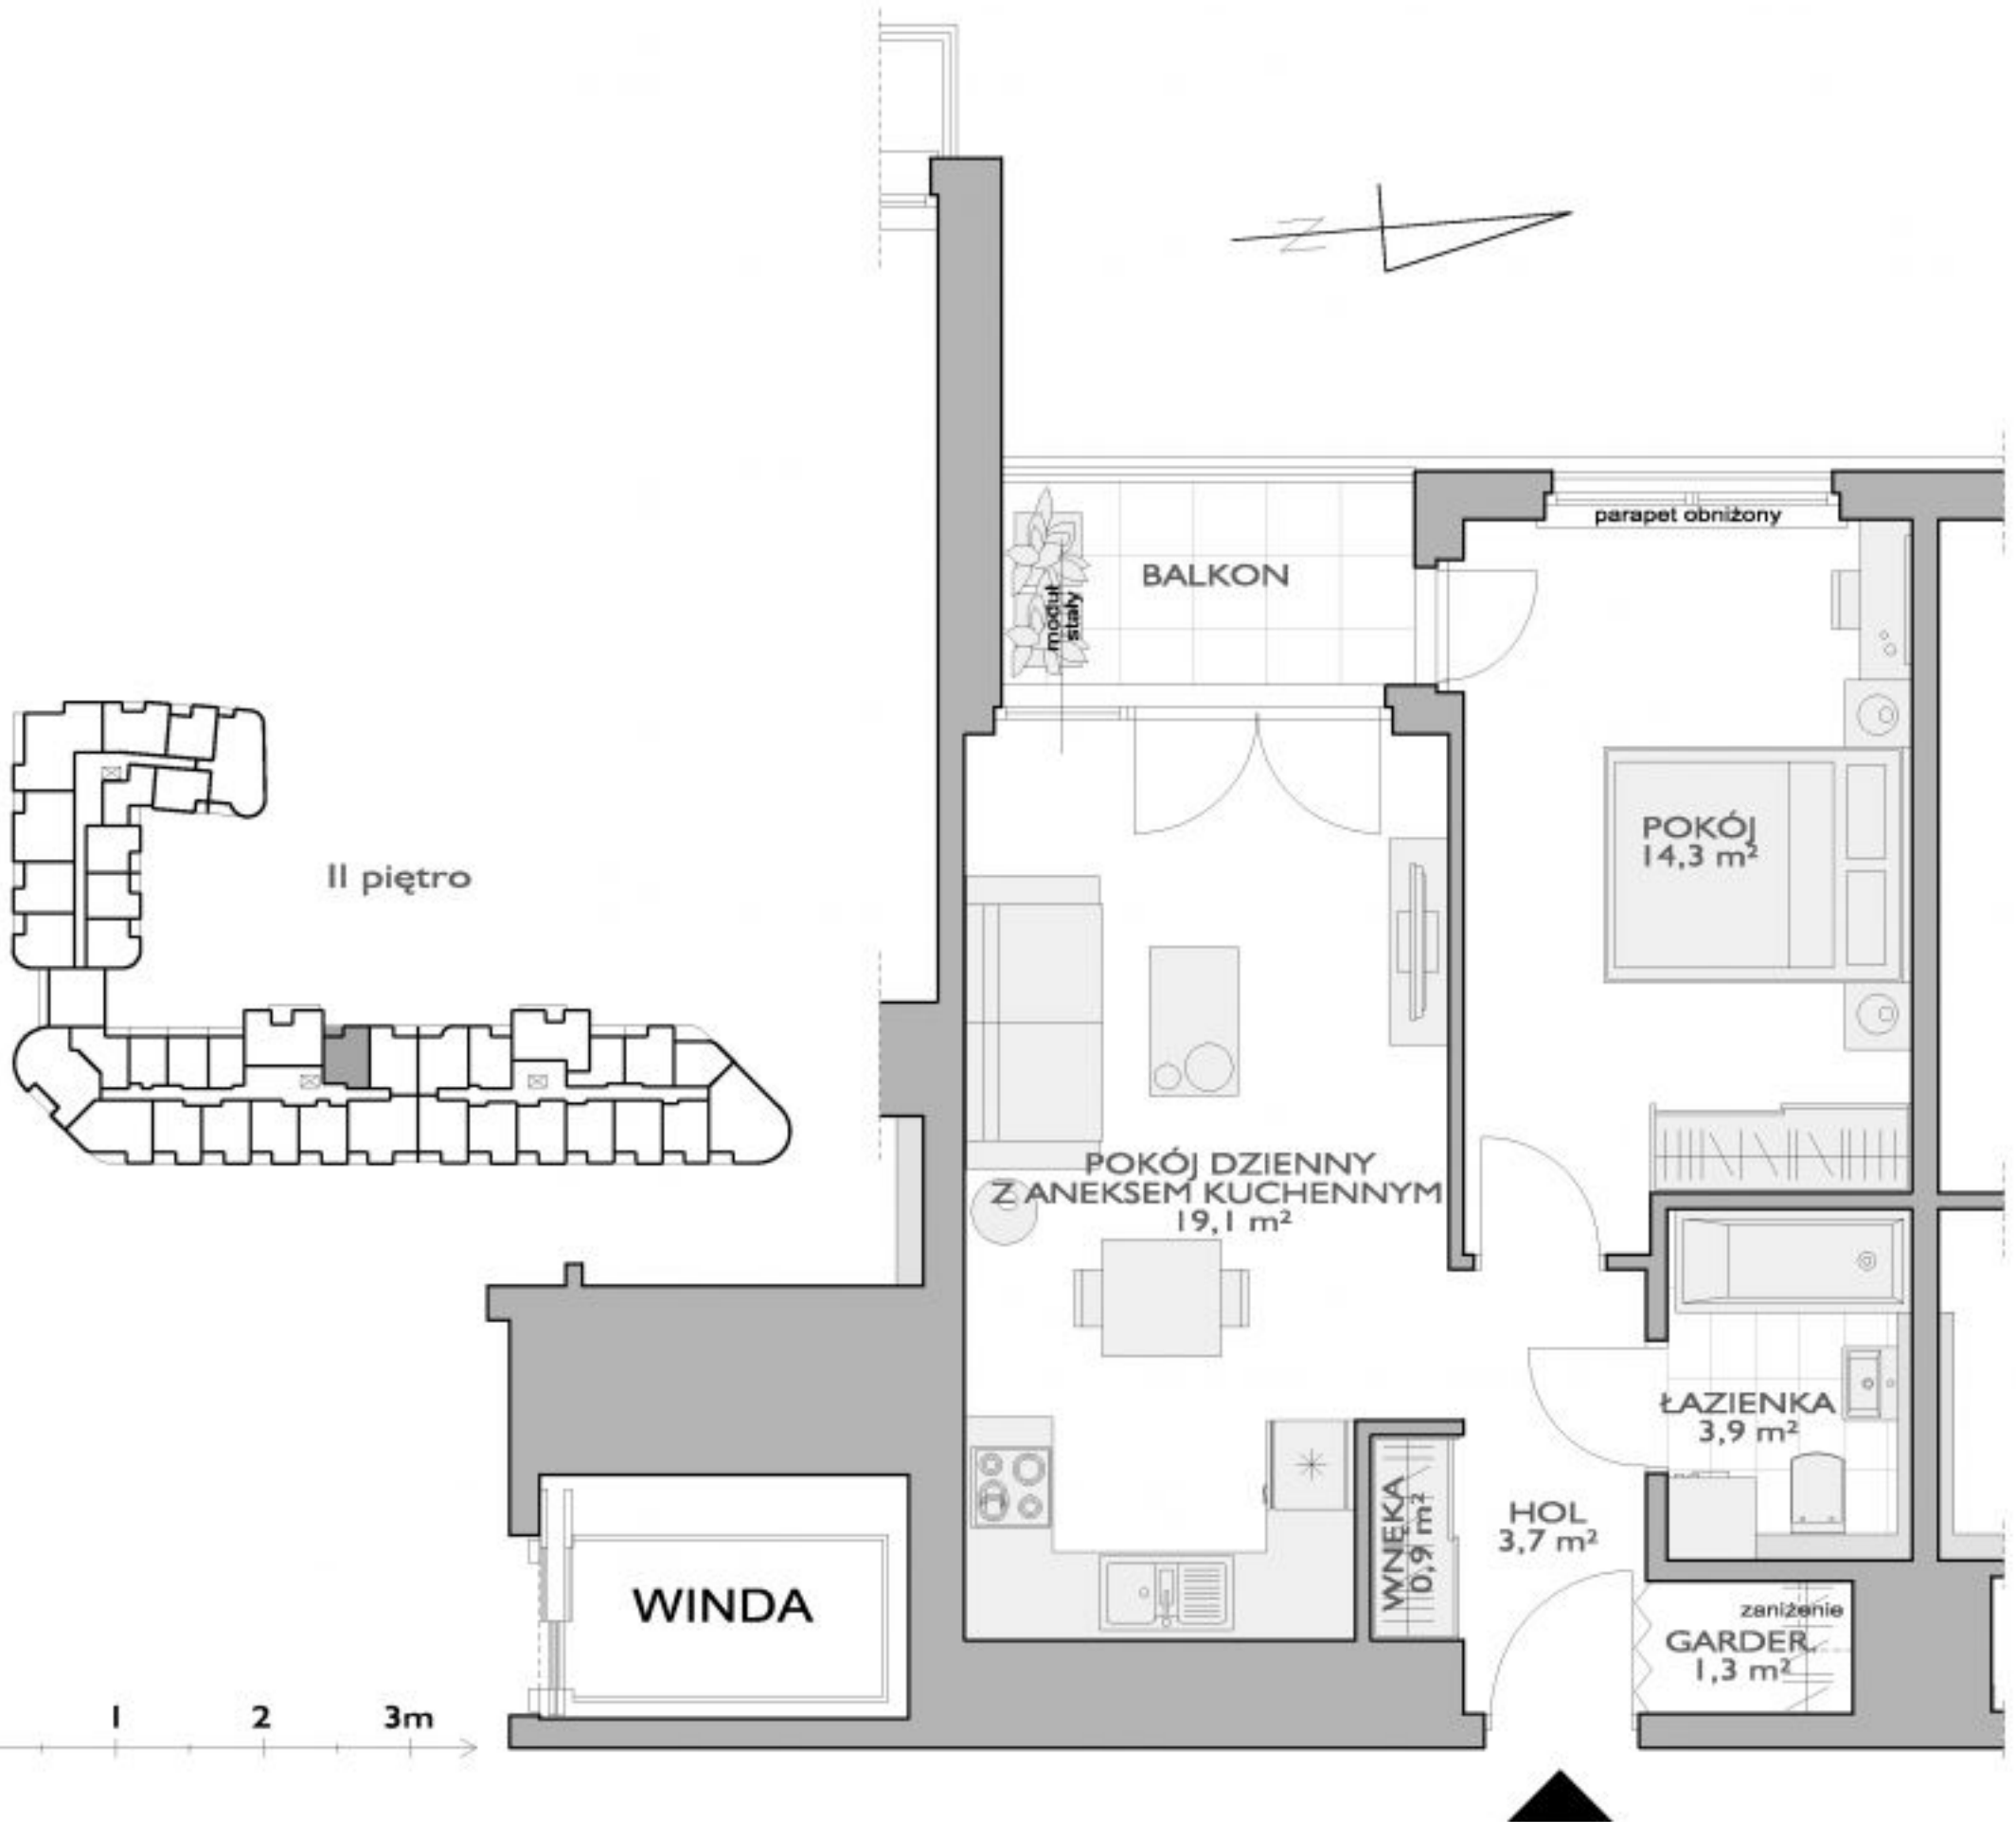 N
parapet obniżony
BALKON
moduł
stały
POKÓJ
14,3 m²
II piętro
POKÓJ DZIENNY
Z ANEKSEM KUCHENNYM
19,1 m²
ŁAZIENKA
3,9 m²
WNĘKA
0,9 m²
HOL
3,7 m²
WINDA
zaniżenie
GARDER.
1,3 m²
1 2 3m